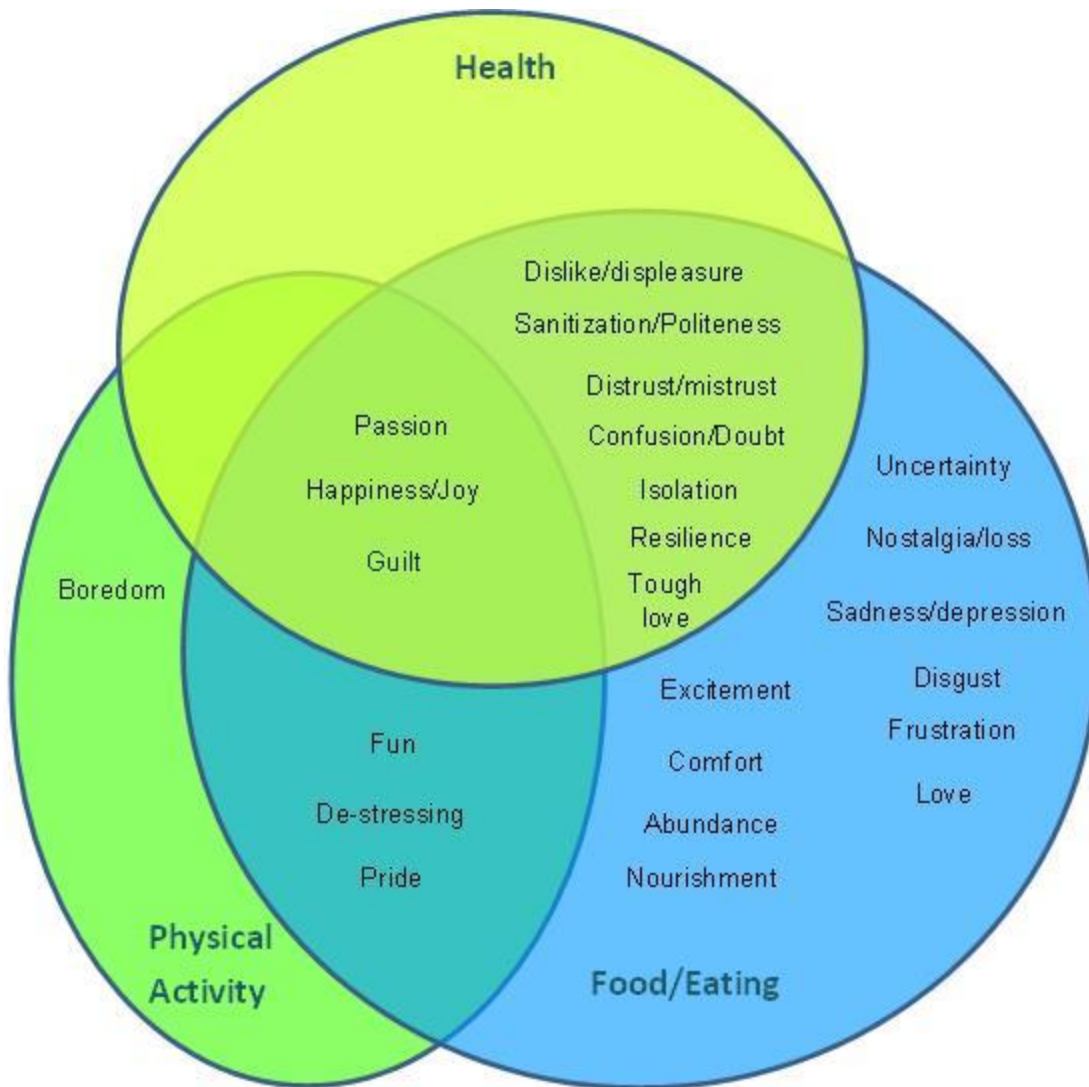 Health
Dislike/displeasure
Sanitization/Politeness
Distrust/mistrust
Confusion/Doubt
Isolation
Resilience
Tough
love
Passion
Happiness/Joy
Guilt
Boredom
Uncertainty
Nostalgia/loss
Sadness/depression
Disgust
Frustration
Love
Excitement
Comfort
Abundance
Nourishment
Fun
De-stressing
Pride
Physical
Activity
Food/Eating